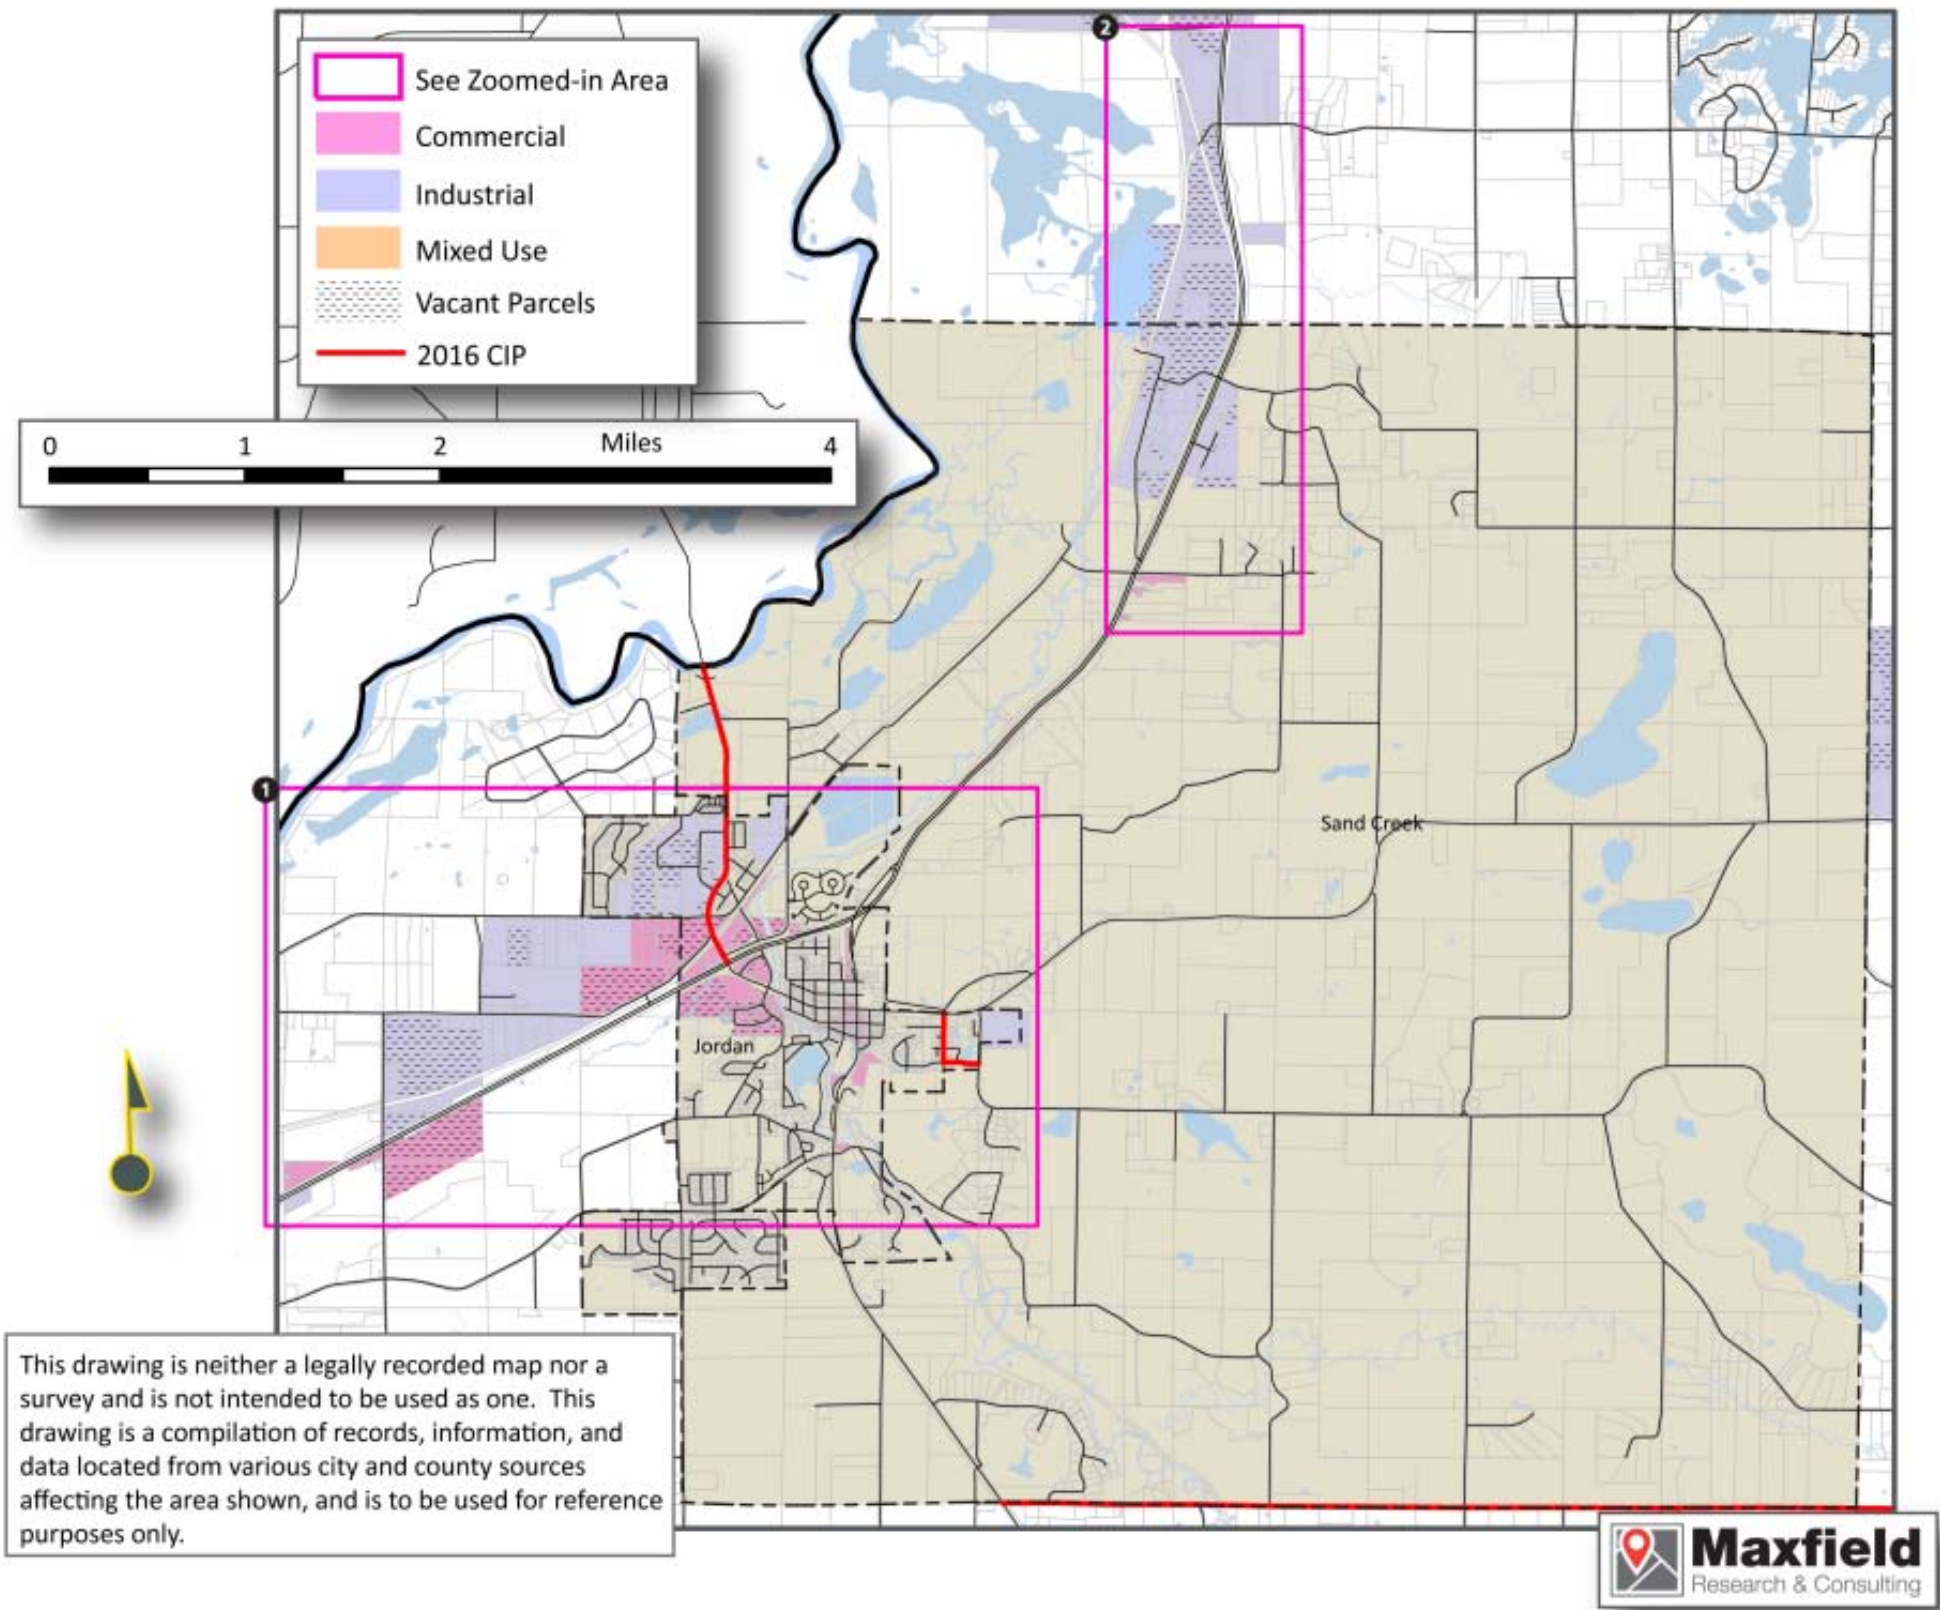 2
See Zoomed-in Area
Commercial
Industrial
Mixed Use
Vacant Parcels
2016 CIP
0 1 2 Miles 4
1
Sand Creek
Jordan
This drawing is neither a legally recorded map nor a
survey and is not intended to be used as one. This
drawing is a compilation of records, information, and
data located from various city and county sources
affecting the area shown, and is to be used for reference
purposes only.
Maxfield
Research & Consulting